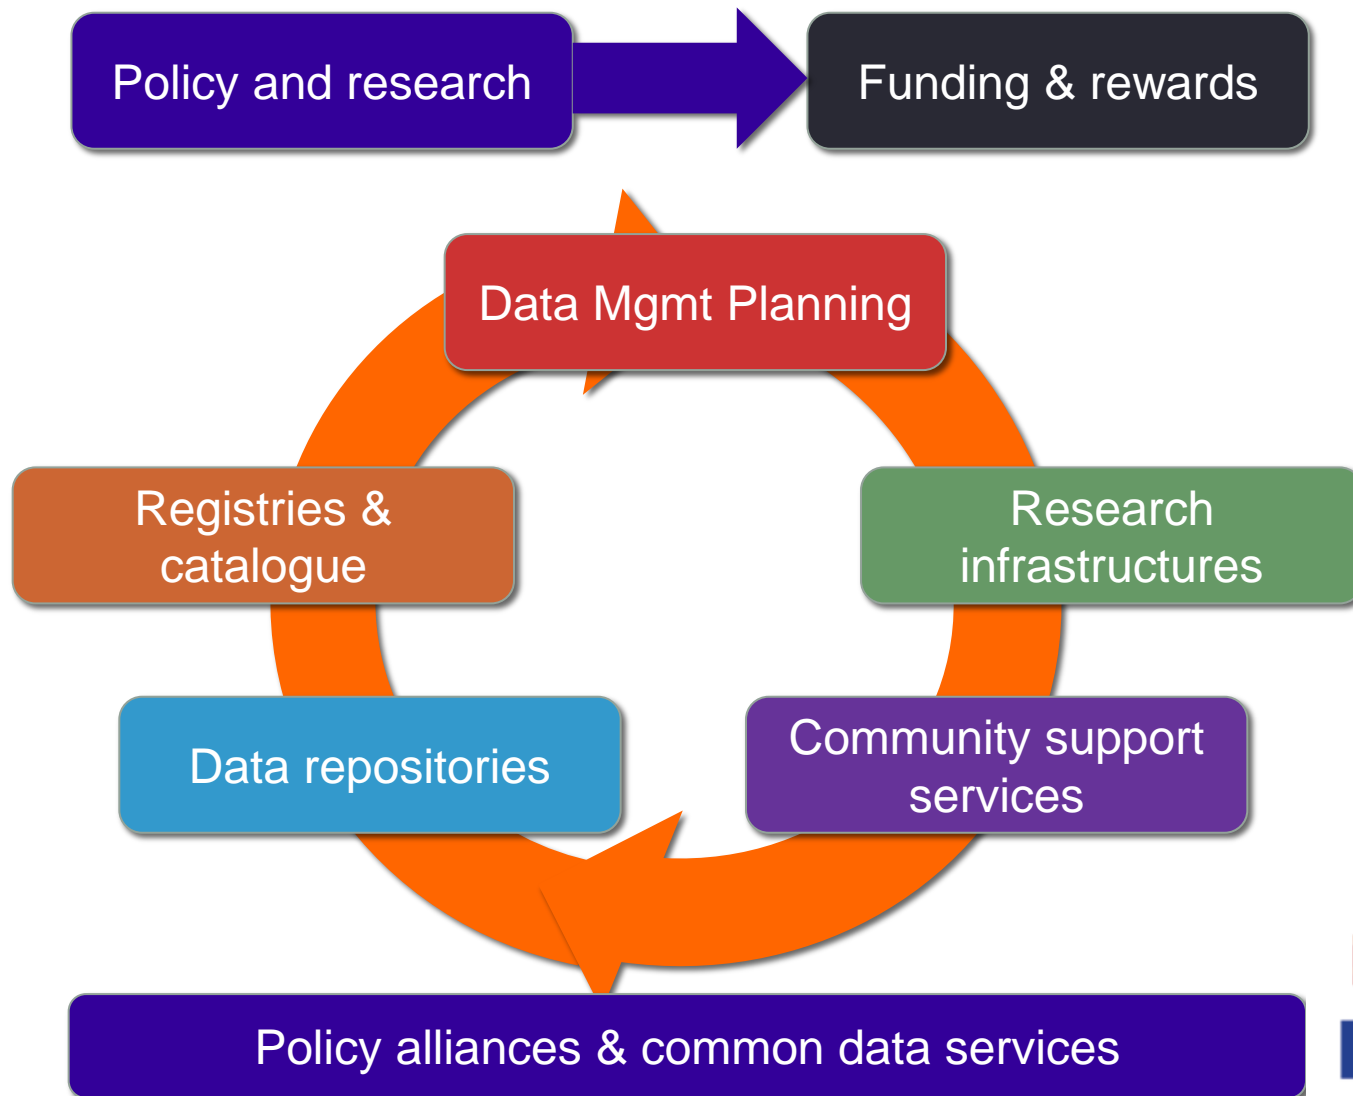 Policy and research
Funding & rewards
Data Mgmt Planning
Registries &
catalogue
Research
infrastructures
Data repositories
Community support
services
Policy alliances & common data services